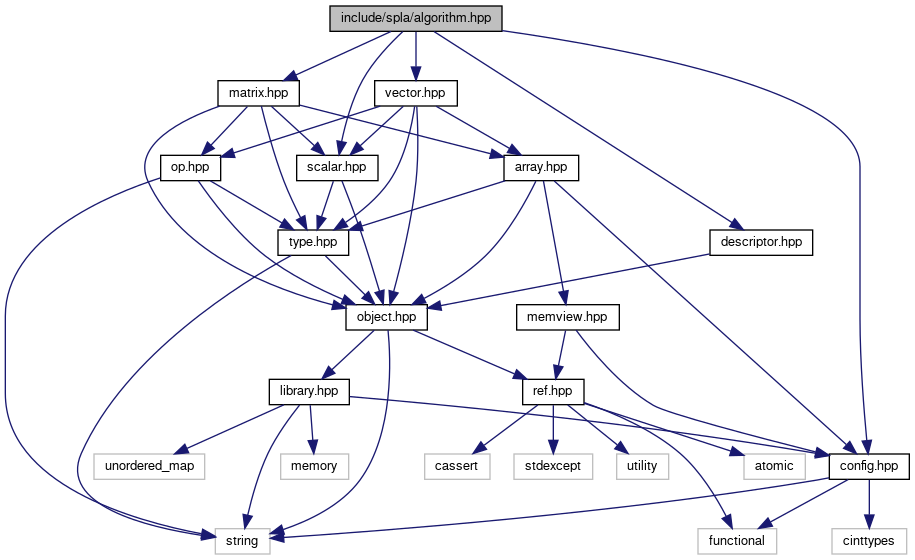 include/spla/algorithm.hpp
matrix.hpp
vector.hpp
op.hpp
scalar.hpp
array.hpp
type.hpp
descriptor.hpp
object.hpp
memview.hpp
library.hpp
ref.hpp
unordered_map
memory
cassert
stdexcept
utility
atomic
config.hpp
string
functional
cinttypes